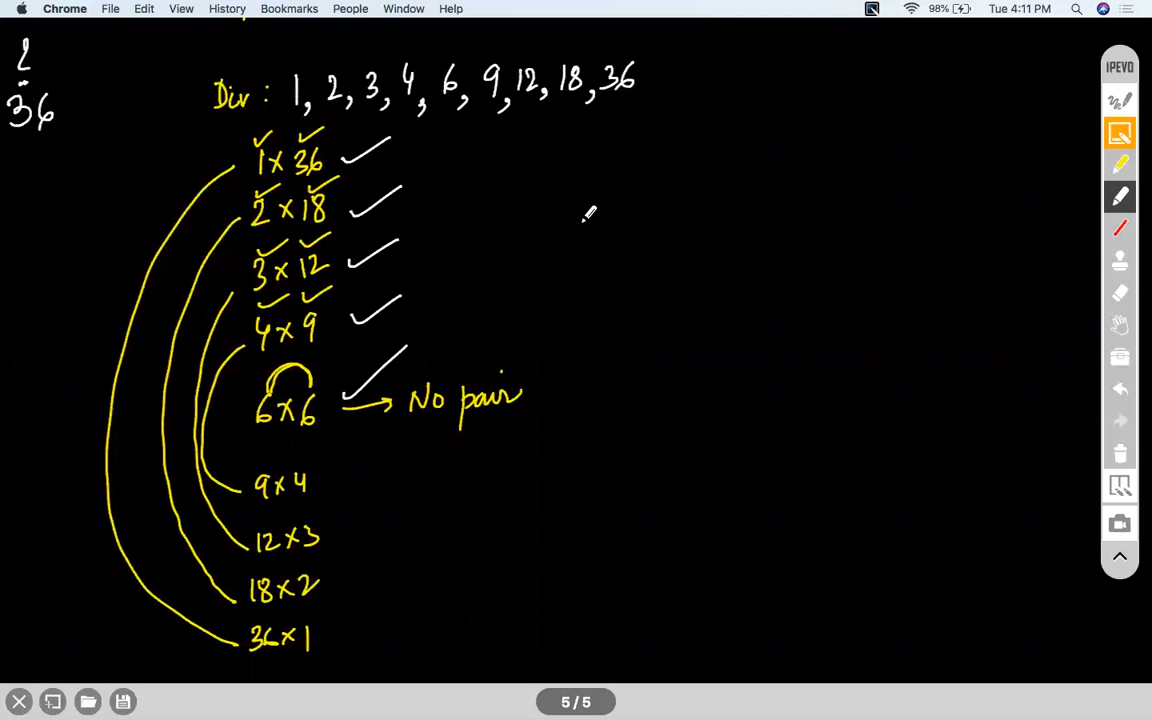 Chrome File Edit View History Bookmarks People Window Help 98% Tue 4:11 PM
36
Div : 1, 2, 3, 4, 6, 9, 12, 18, 36
1 x 36
2 x 18
3 x 12
4 x 9
6 x 6 → No pair
9 x 4
12 x 3
18 x 2
36 x 1
IPEVO
5 / 5